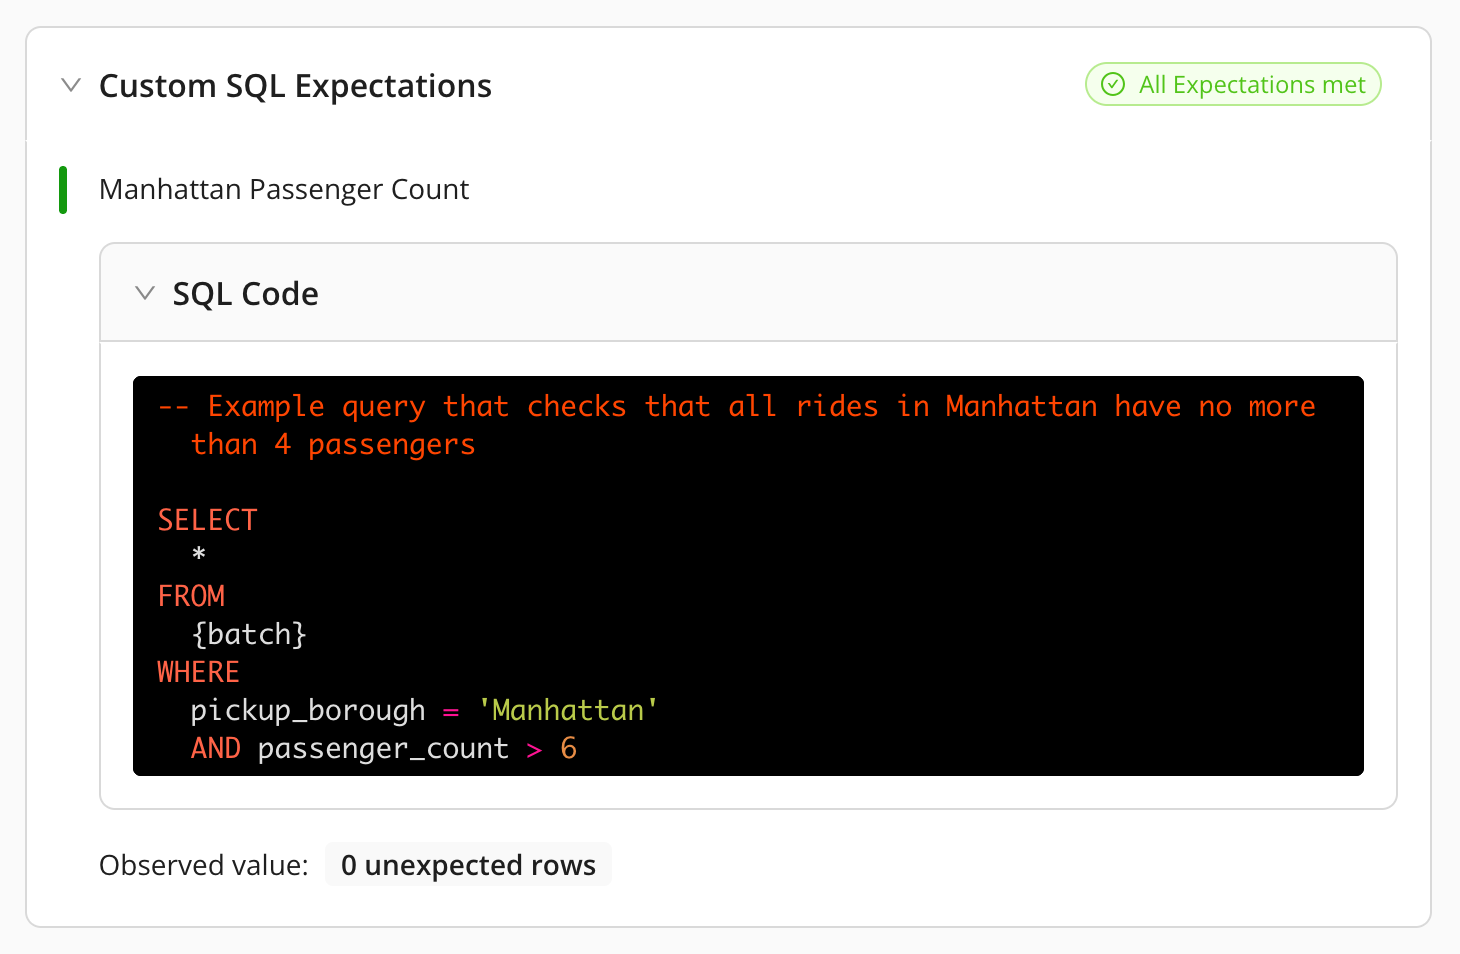 Custom SQL Expectations
All Expectations met
Manhattan Passenger Count
SQL Code
-- Example query that checks that all rides in Manhattan have no more
than 4 passengers
SELECT
*
FROM
{batch}
WHERE
pickup_borough = 'Manhattan'
AND passenger_count > 6
Observed value: 0 unexpected rows